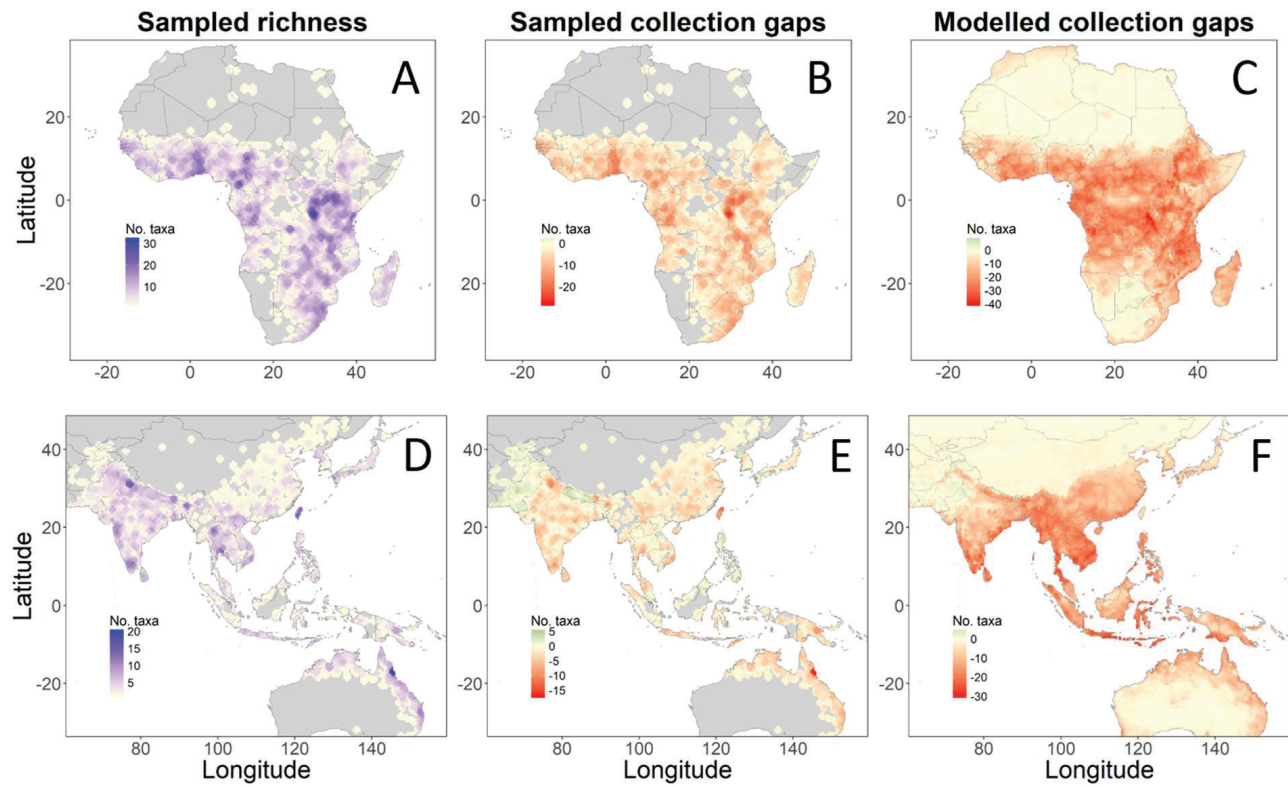 Sampled richness
Sampled collection gaps
Modelled collection gaps
A
B
C
Latitude
20
0
-20
No. taxa
30
20
10
-20 0 20 40
20
0
-20
No. taxa
0
-10
-20
-20 0 20 40
20
0
-20
No. taxa
0
-10
-20
-30
-40
-20 0 20 40
D
E
F
Latitude
40
20
0
-20
No. taxa
20
15
10
5
80 100 120 140
Longitude
40
20
0
-20
No. taxa
5
0
-5
-10
-15
80 100 120 140
Longitude
40
20
0
-20
No. taxa
0
-10
-20
-30
80 100 120 140
Longitude